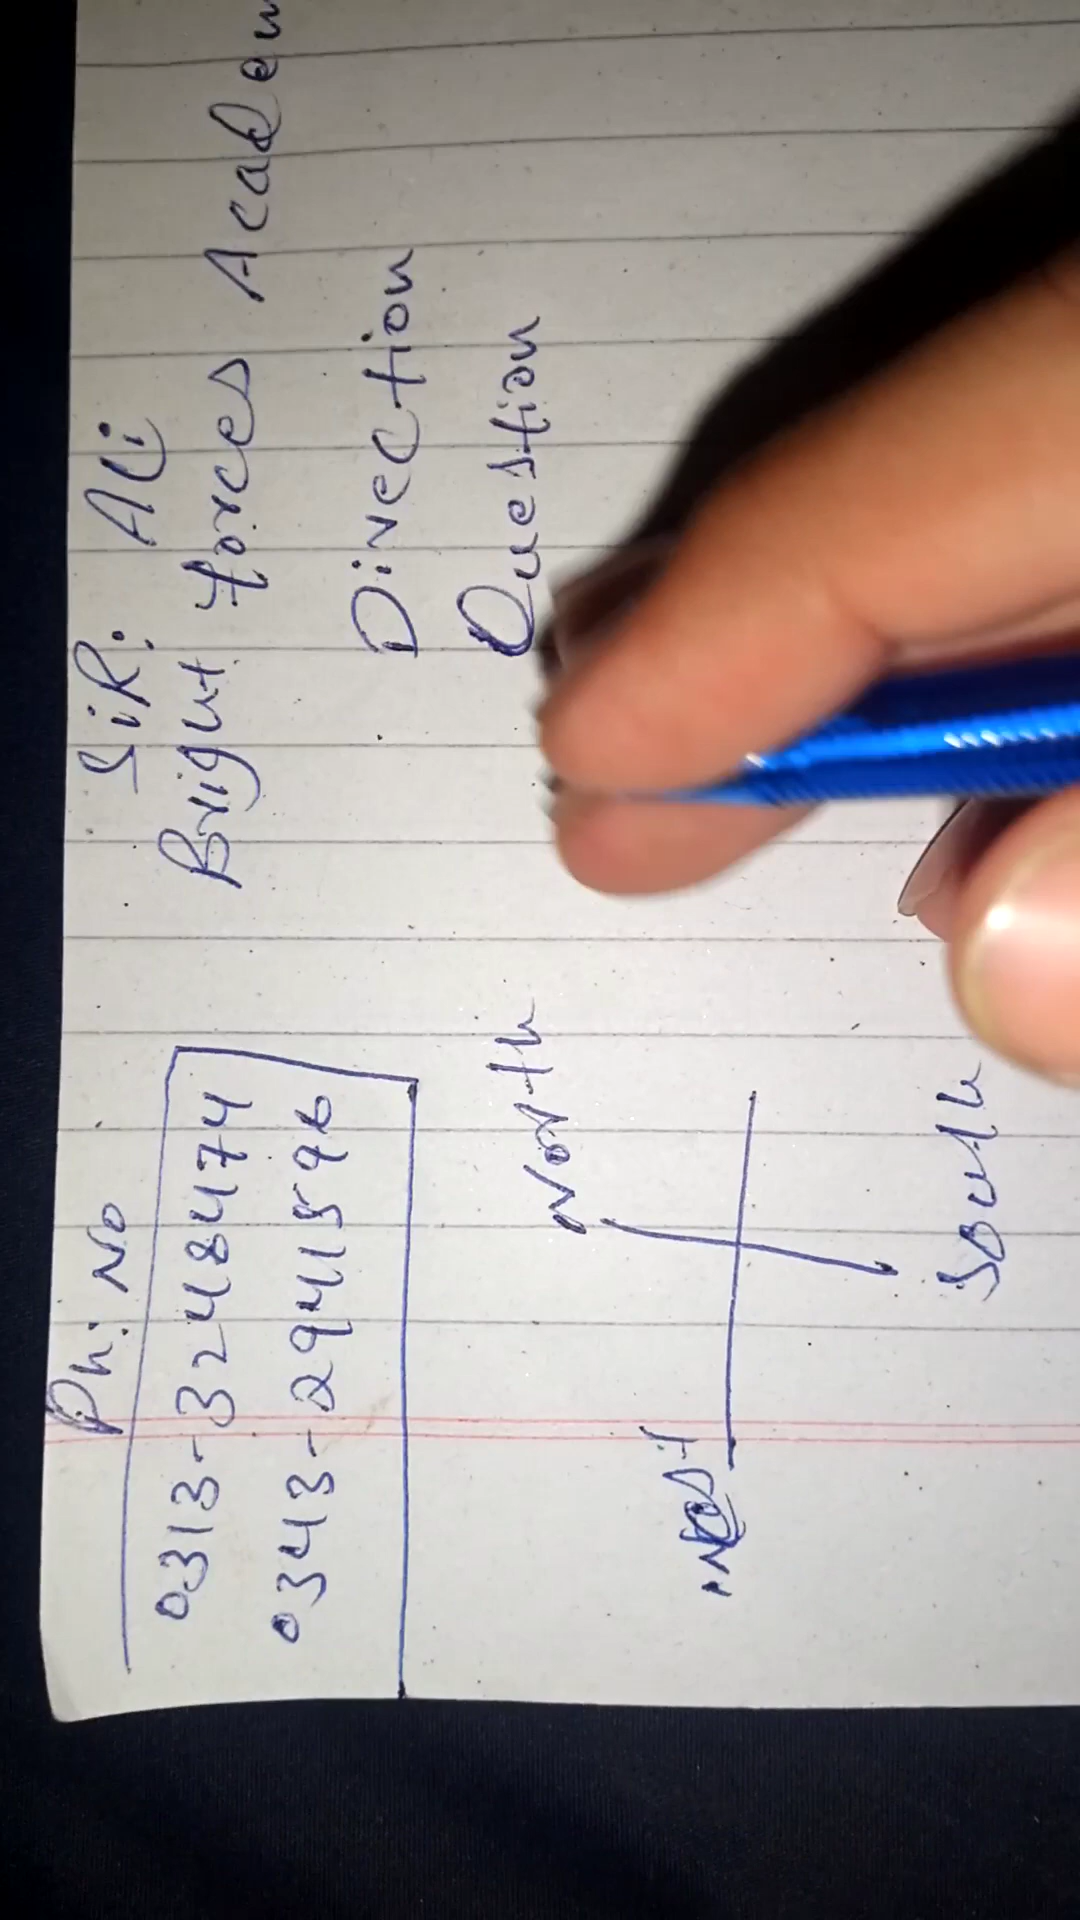 Ph: No
0313-3248474
0343-2941596
SiR: ALi
Bright forces Academ
Direction
Question
North
West
South